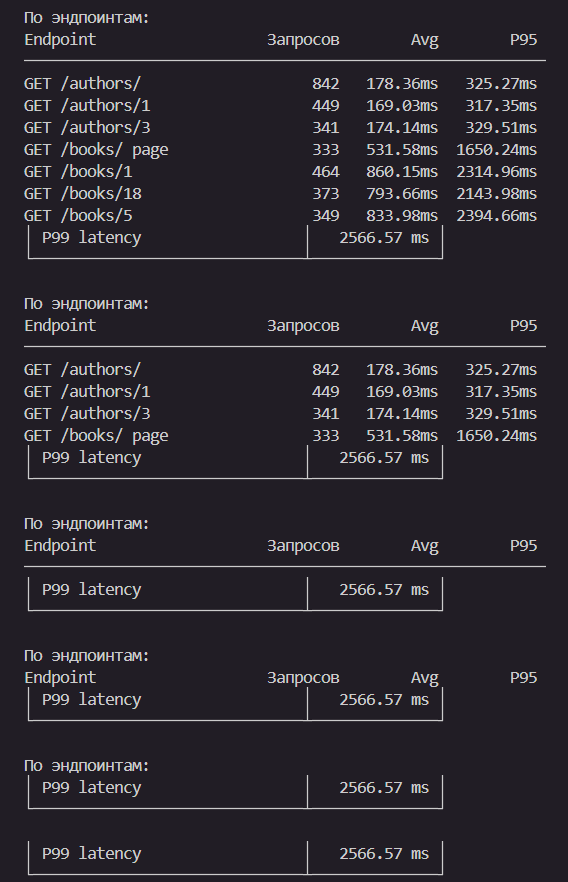 По эндпоинтам:
Endpoint Запросов Avg P95
GET /authors/ 842 178.36ms 325.27ms
GET /authors/1 449 169.03ms 317.35ms
GET /authors/3 341 174.14ms 329.51ms
GET /books/ page 333 531.58ms 1650.24ms
GET /books/1 464 860.15ms 2314.96ms
GET /books/18 373 793.66ms 2143.98ms
GET /books/5 349 833.98ms 2394.66ms
P99 latency 2566.57 ms
По эндпоинтам:
Endpoint Запросов Avg P95
GET /authors/ 842 178.36ms 325.27ms
GET /authors/1 449 169.03ms 317.35ms
GET /authors/3 341 174.14ms 329.51ms
GET /books/ page 333 531.58ms 1650.24ms
P99 latency 2566.57 ms
По эндпоинтам:
Endpoint Запросов Avg P95
P99 latency 2566.57 ms
По эндпоинтам:
Endpoint Запросов Avg P95
P99 latency 2566.57 ms
По эндпоинтам:
P99 latency 2566.57 ms
P99 latency 2566.57 ms